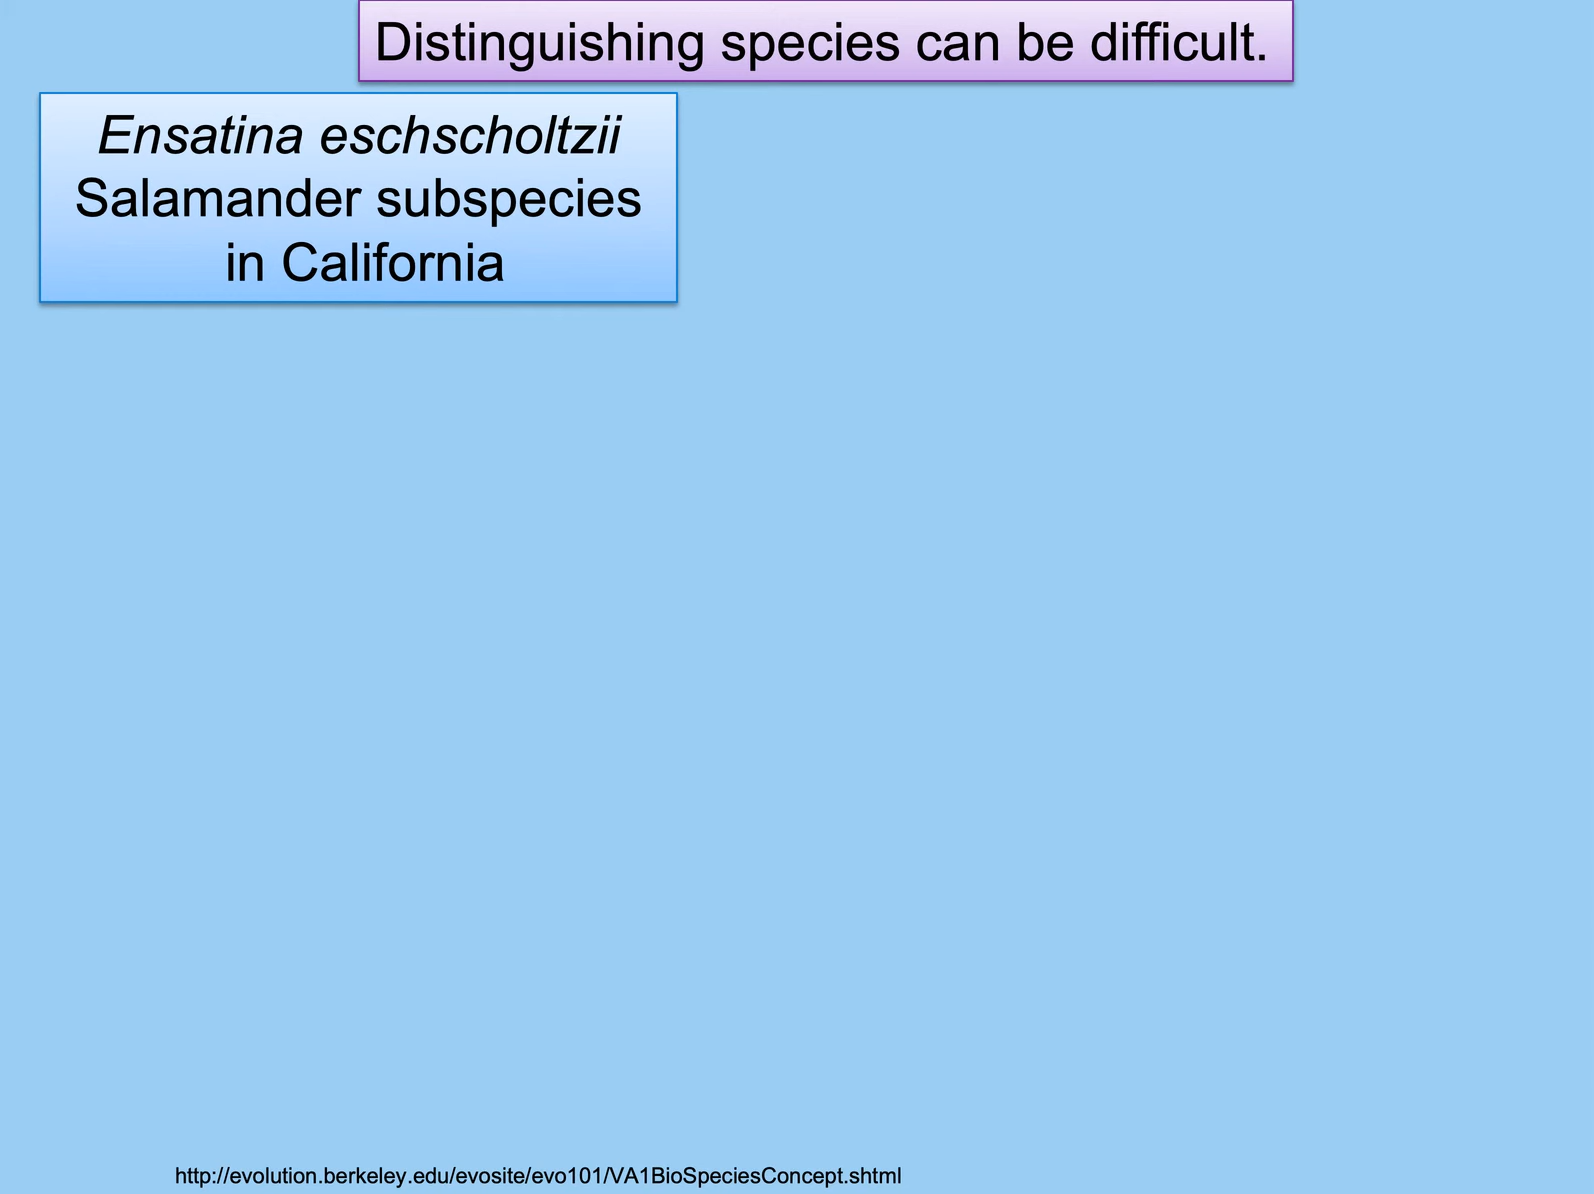 Distinguishing species can be difficult.
Ensatina eschscholtzii
Salamander subspecies
in California
http://evolution.berkeley.edu/evosite/evo101/VA1BioSpeciesConcept.shtml